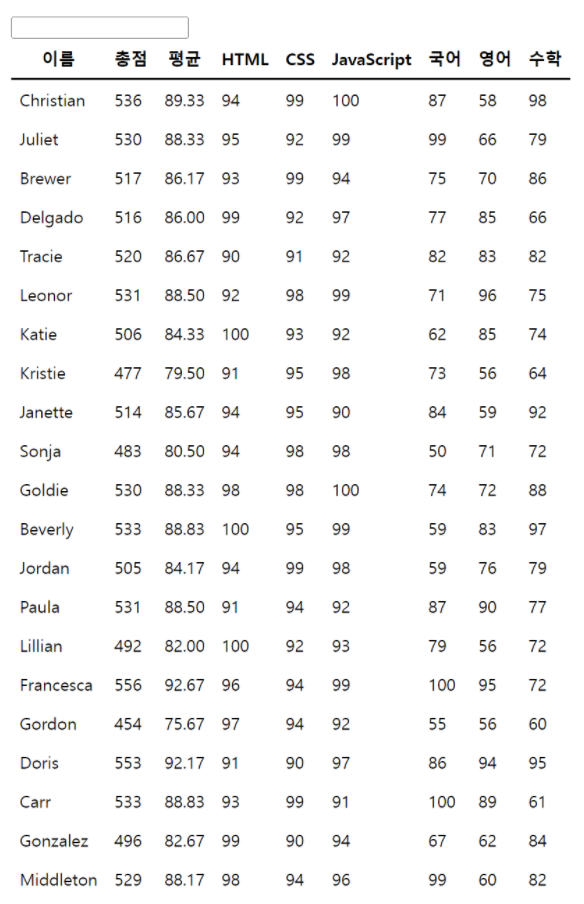 이름 총점 평균 HTML CSS JavaScript 국어 영어 수학
Christian 536 89.33 94 99 100 87 58 98
Juliet 530 88.33 95 92 99 99 66 79
Brewer 517 86.17 93 99 94 75 70 86
Delgado 516 86.00 99 92 97 77 85 66
Tracie 520 86.67 90 91 92 82 83 82
Leonor 531 88.50 92 98 99 71 96 75
Katie 506 84.33 100 93 92 62 85 74
Kristie 477 79.50 91 95 98 73 56 64
Janette 514 85.67 94 95 90 84 59 92
Sonja 483 80.50 94 98 98 50 71 72
Goldie 530 88.33 98 98 100 74 72 88
Beverly 533 88.83 100 95 99 59 83 97
Jordan 505 84.17 94 99 98 59 76 79
Paula 531 88.50 91 94 92 87 90 77
Lillian 492 82.00 100 92 93 79 56 72
Francesca 556 92.67 96 94 99 100 95 72
Gordon 454 75.67 97 94 92 55 56 60
Doris 553 92.17 91 90 97 86 94 95
Carr 533 88.83 93 99 91 100 89 61
Gonzalez 496 82.67 99 90 94 67 62 84
Middleton 529 88.17 98 94 96 99 60 82